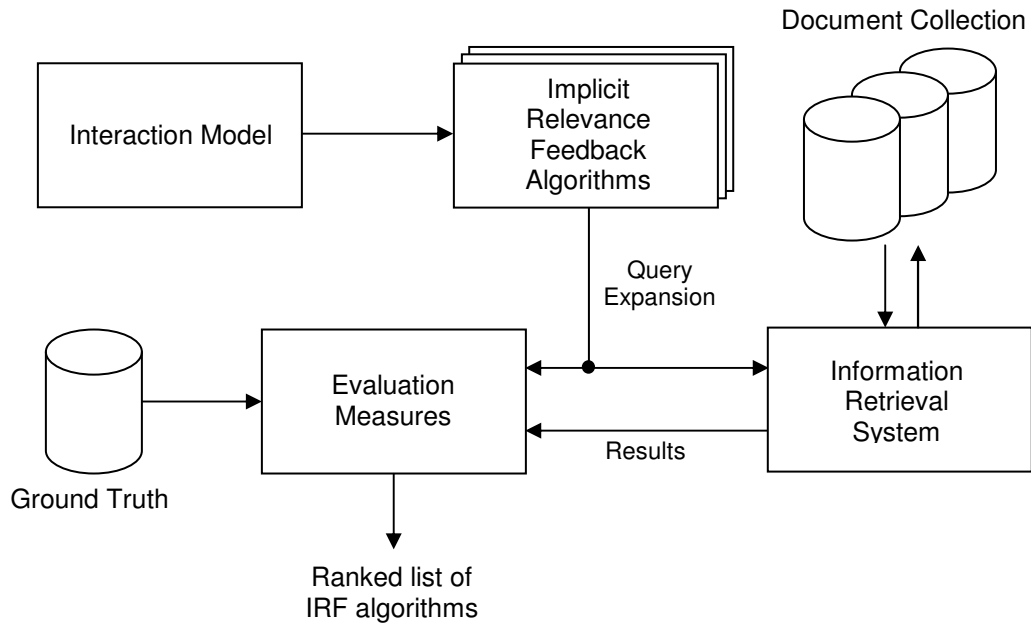 Document Collection
Interaction Model
Implicit
Relevance
Feedback
Algorithms
Query
Expansion
Evaluation
Measures
Information
Retrieval
System
Results
Ground Truth
Ranked list of
IRF algorithms